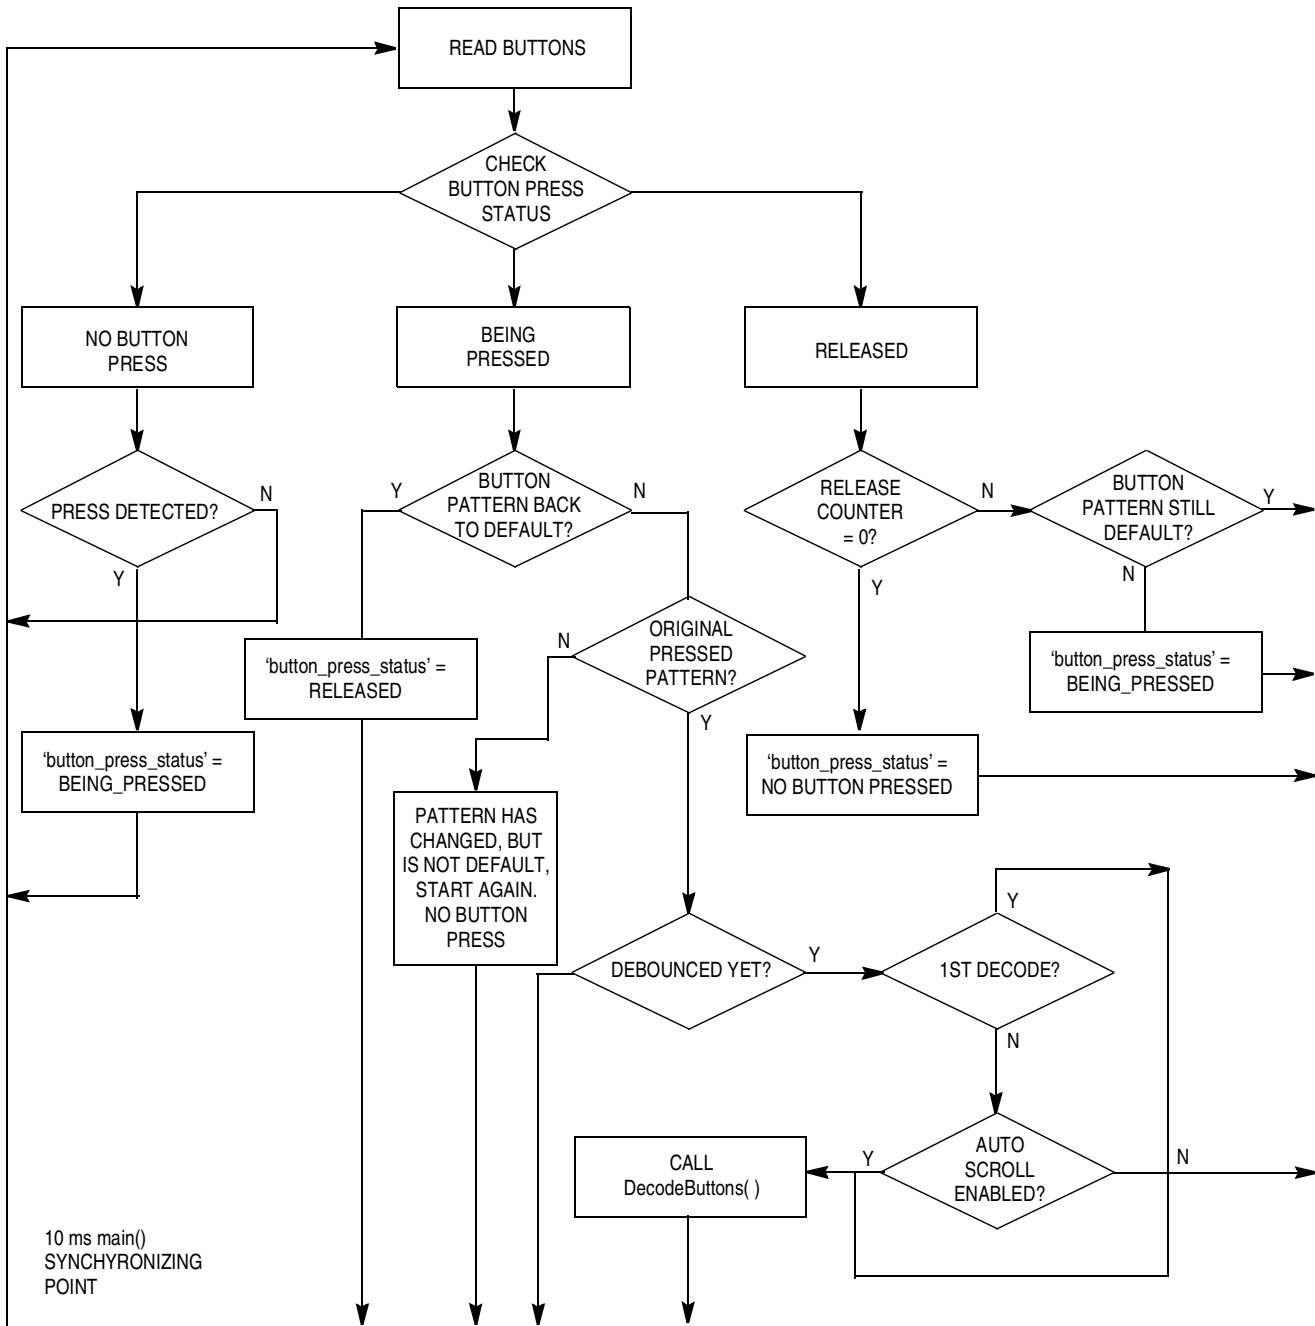 READ BUTTONS
CHECK
BUTTON PRESS
STATUS
NO BUTTON
PRESS
BEING
PRESSED
RELEASED
PRESS DETECTED?
N
Y
Y
BUTTON
PATTERN BACK
TO DEFAULT?
N
RELEASE
COUNTER
= 0?
N
Y
BUTTON
PATTERN STILL
DEFAULT?
Y
N
‘button_press_status’ =
RELEASED
N
ORIGINAL
PRESSED
PATTERN?
Y
‘button_press_status’ =
BEING_PRESSED
‘button_press_status’ =
BEING_PRESSED
‘button_press_status’ =
NO BUTTON PRESSED
PATTERN HAS
CHANGED, BUT
IS NOT DEFAULT,
START AGAIN.
NO BUTTON
PRESS
DEBOUNCED YET?
Y
Y
1ST DECODE?
N
CALL
DecodeButtons( )
Y
AUTO
SCROLL
ENABLED?
N
10 ms main()
SYNCHYRONIZING
POINT